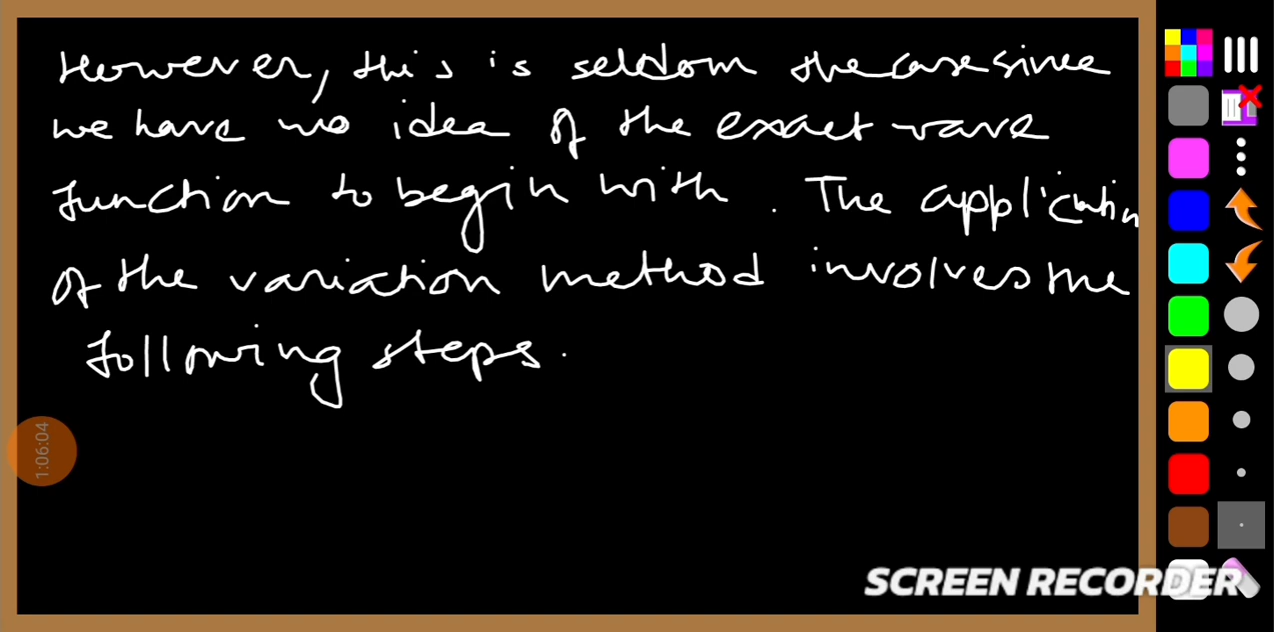 However, this is seldom the case since
we have no idea of the exact wave
function to begin with. The application
of the variation method involves the
following steps.
1:06:04
SCREEN RECORDER